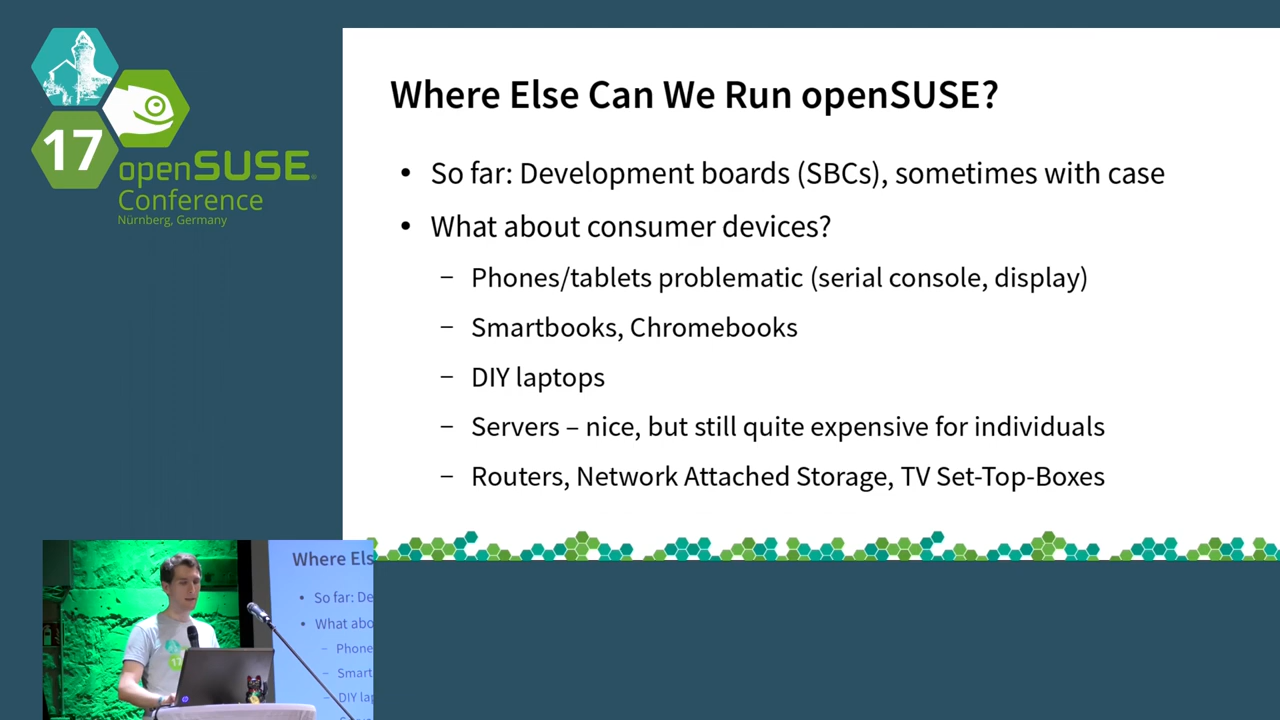 17
openSUSE
Conference
Nürnberg, Germany
Where Else Can We Run openSUSE?
• So far: Development boards (SBCs), sometimes with case
• What about consumer devices?
– Phones/tablets problematic (serial console, display)
– Smartbooks, Chromebooks
– DIY laptops
– Servers – nice, but still quite expensive for individuals
– Routers, Network Attached Storage, TV Set-Top-Boxes
Where Els
• So far: De
• What abo
– Phone
– Smart
– DIY la
17
hp